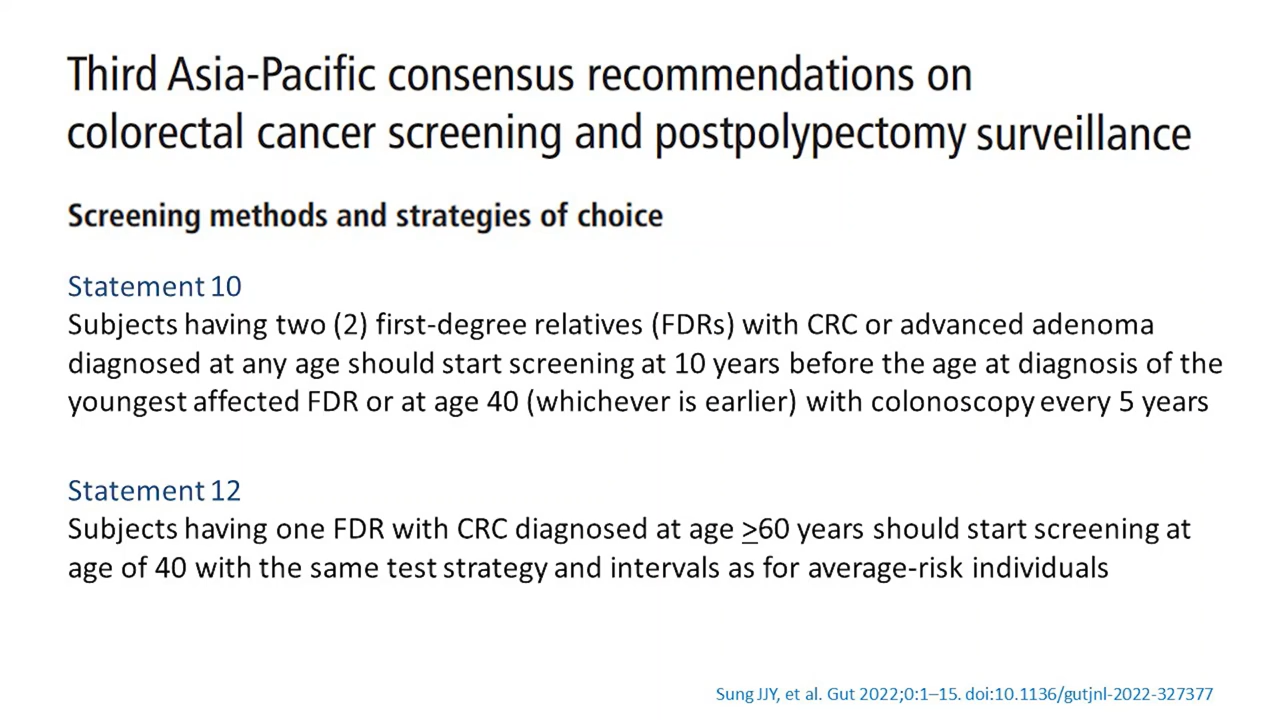 Third Asia-Pacific consensus recommendations on
colorectal cancer screening and postpolypectomy surveillance
Screening methods and strategies of choice
Statement 10
Subjects having two (2) first-degree relatives (FDRs) with CRC or advanced adenoma
diagnosed at any age should start screening at 10 years before the age at diagnosis of the
youngest affected FDR or at age 40 (whichever is earlier) with colonoscopy every 5 years
Statement 12
Subjects having one FDR with CRC diagnosed at age >60 years should start screening at
age of 40 with the same test strategy and intervals as for average-risk individuals
Sung JJY, et al. Gut 2022;0:1–15. doi:10.1136/gutjnl-2022-327377